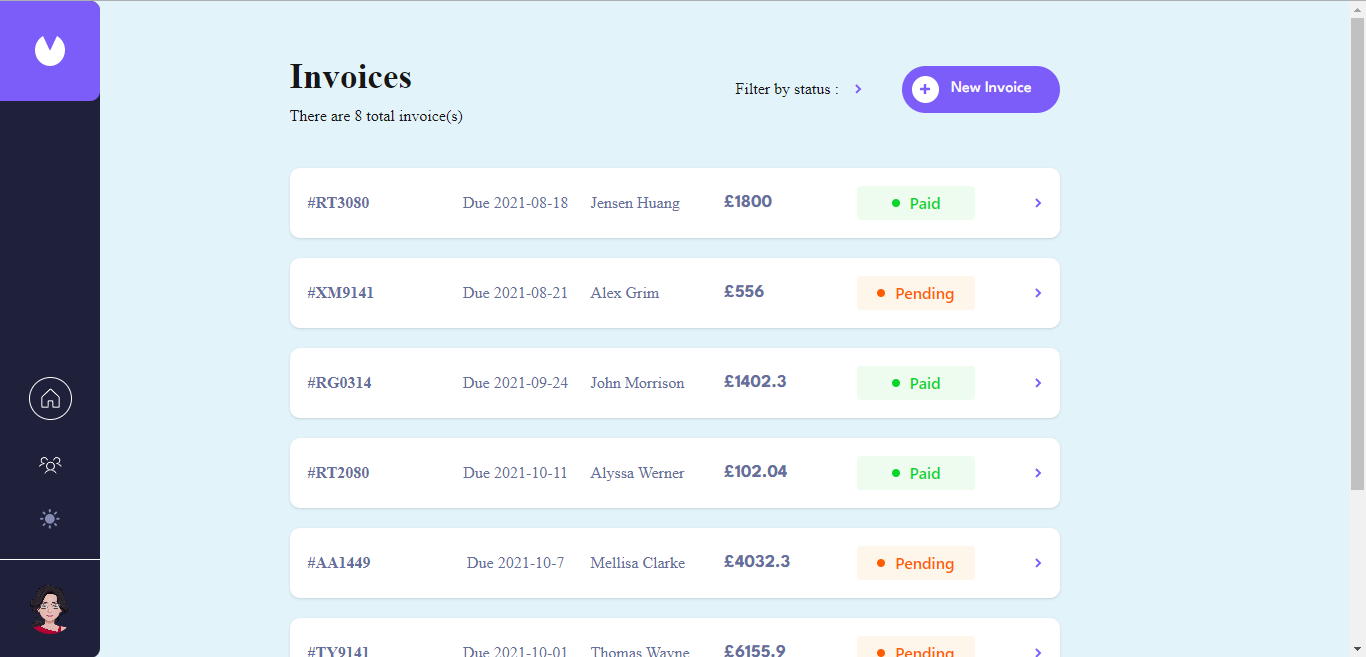 Invoices
There are 8 total invoice(s)
Filter by status :
New Invoice
#RT3080 Due 2021-08-18 Jensen Huang £1800 Paid
#XM9141 Due 2021-08-21 Alex Grim £556 Pending
#RG0314 Due 2021-09-24 John Morrison £1402.3 Paid
#RT2080 Due 2021-10-11 Alyssa Werner £102.04 Paid
#AA1449 Due 2021-10-7 Mellisa Clarke £4032.3 Pending
#TY9141 Due 2021-10-01 Thomas Wayne £6155.9 Pending